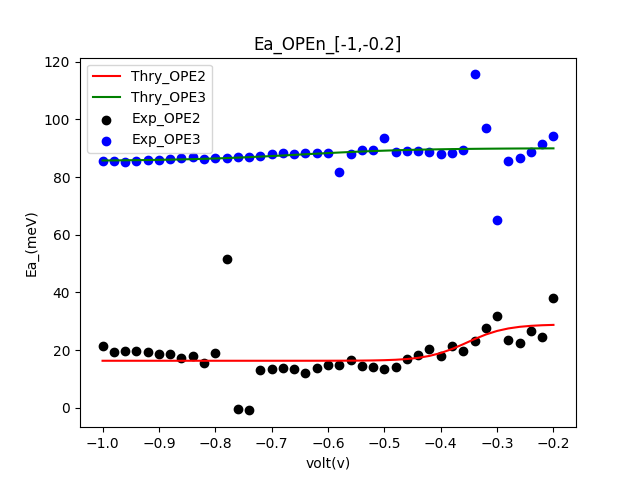 Ea_OPEn_[-1,-0.2]
120
100
80
60
40
20
0
Ea_(meV)
Thry_OPE2
Thry_OPE3
Exp_OPE2
Exp_OPE3
−1.0 −0.9 −0.8 −0.7 −0.6 −0.5 −0.4 −0.3 −0.2
volt(v)